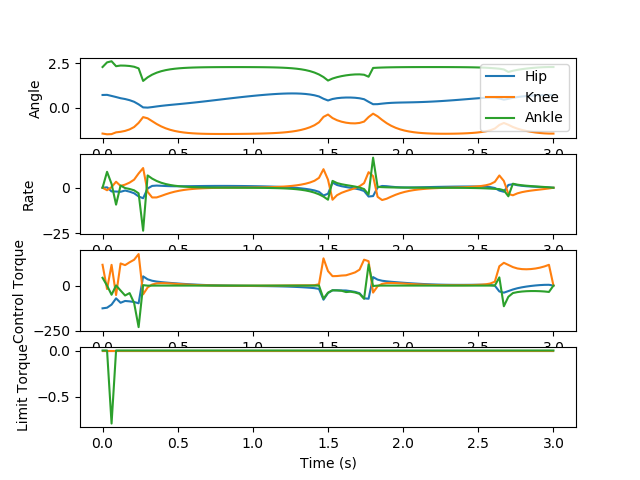 2.5
0.0
Angle
Hip
Knee
Ankle
0.0 0.5 1.0 1.5 2.0 2.5 3.0
0
−25
Rate
0.0 0.5 1.0 1.5 2.0 2.5 3.0
0
−250
Control Torque
0.0 0.5 1.0 1.5 2.0 2.5 3.0
0.0
−0.5
Limit Torque
0.0 0.5 1.0 1.5 2.0 2.5 3.0
Time (s)